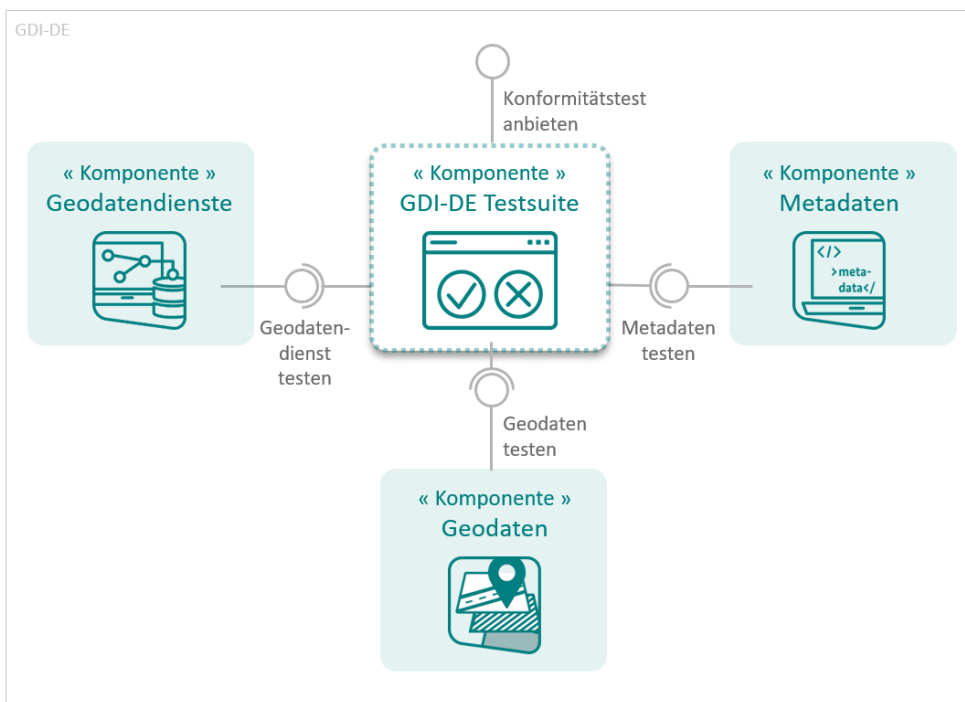 GDI-DE
Konformitätstest
anbieten
« Komponente »
Geodatendienste
« Komponente »
GDI-DE Testsuite
« Komponente »
Metadaten
</>
>meta-
data</
Geodaten-
dienst
testen
Metadaten
testen
Geodaten
testen
« Komponente »
Geodaten